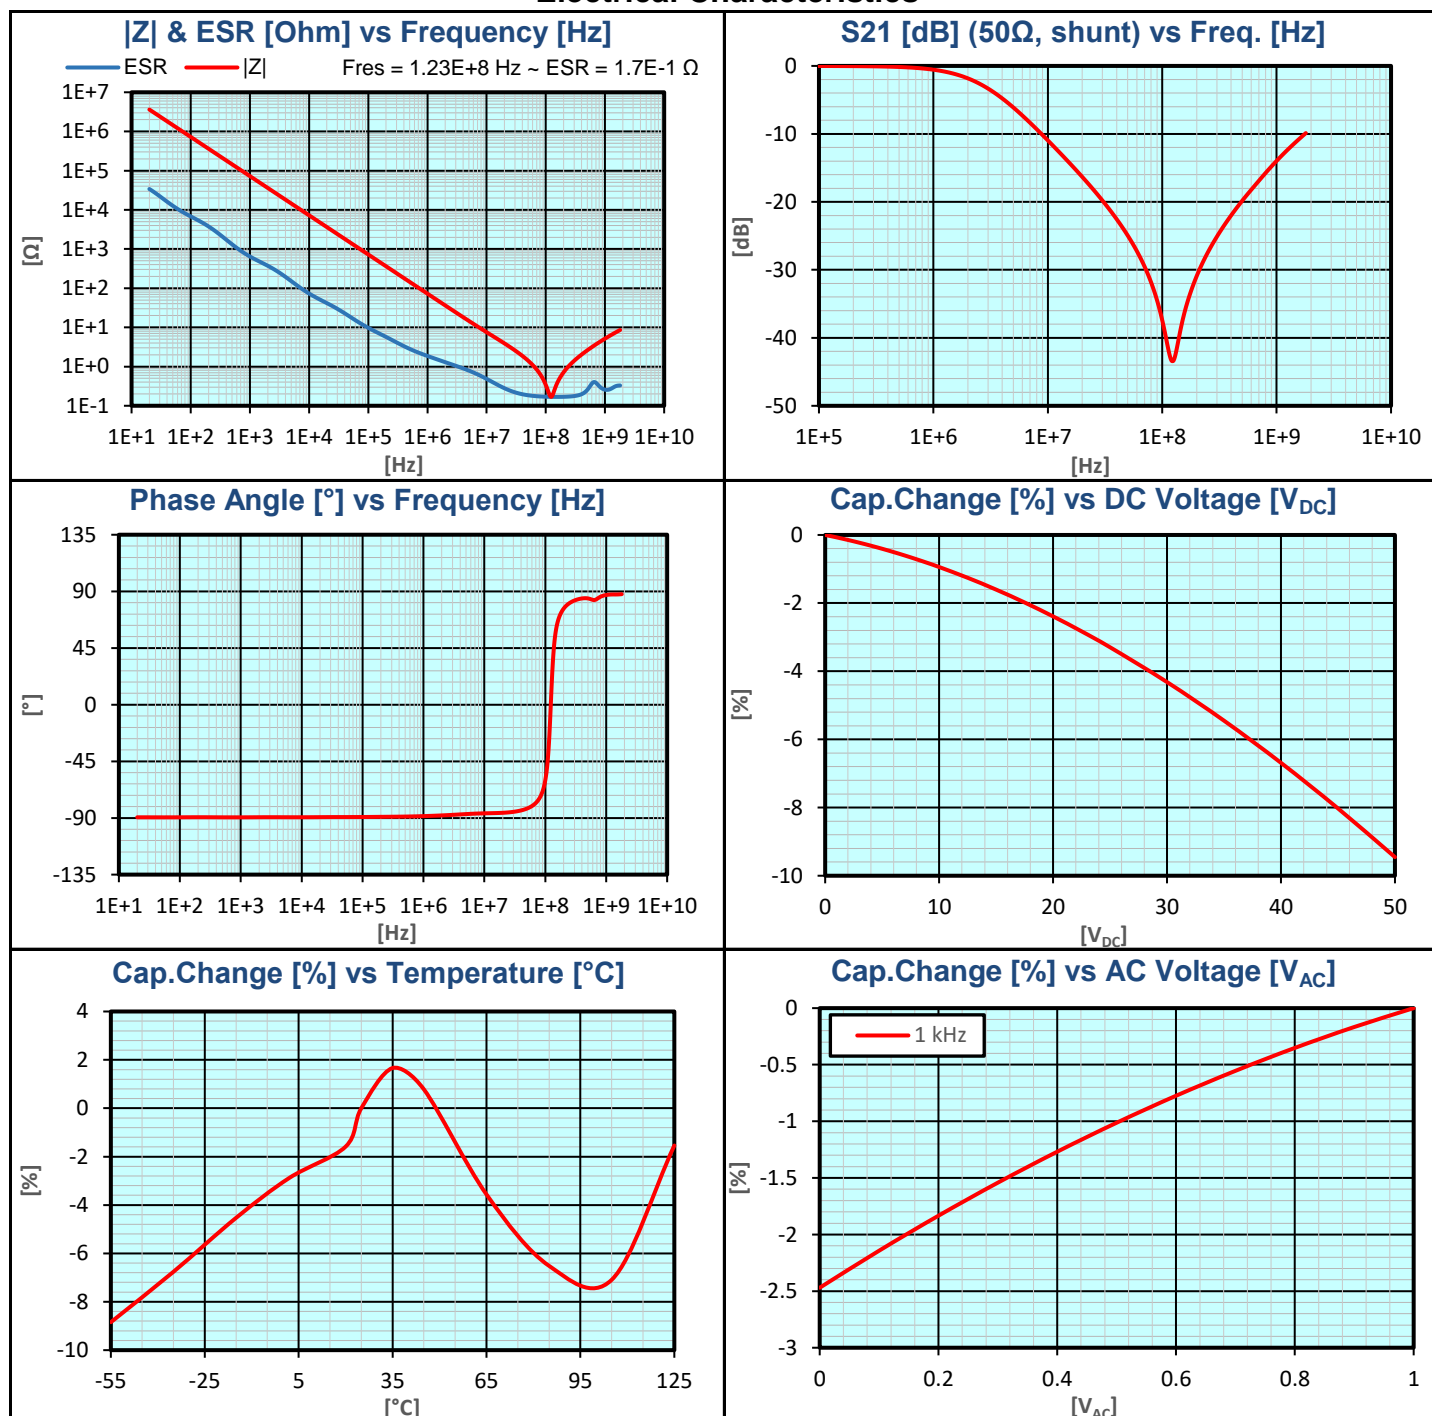 Electrical Characteristics
|Z| & ESR [Ohm] vs Frequency [Hz]
ESR |Z| Fres = 1.23E+8 Hz ~ ESR = 1.7E-1 Ω
1E+7
1E+6
1E+5
1E+4
1E+3
1E+2
1E+1
1E+0
1E-1
[Ω]
1E+1 1E+2 1E+3 1E+4 1E+5 1E+6 1E+7 1E+8 1E+9 1E+10
[Hz]
S21 [dB] (50Ω, shunt) vs Freq. [Hz]
0
-10
-20
-30
-40
-50
[dB]
1E+5 1E+6 1E+7 1E+8 1E+9 1E+10
[Hz]
Phase Angle [°] vs Frequency [Hz]
135
90
45
0
-45
-90
-135
[°]
1E+1 1E+2 1E+3 1E+4 1E+5 1E+6 1E+7 1E+8 1E+9 1E+10
[Hz]
Cap.Change [%] vs DC Voltage [VDC]
0
-2
-4
-6
-8
-10
[%]
0 10 20 30 40 50
[VDC]
Cap.Change [%] vs Temperature [°C]
4
2
0
-2
-4
-6
-8
-10
[%]
-55 -25 5 35 65 95 125
[°C]
Cap.Change [%] vs AC Voltage [VAC]
1 kHz
0
-0.5
-1
-1.5
-2
-2.5
-3
[%]
0 0.2 0.4 0.6 0.8 1
[VAC]